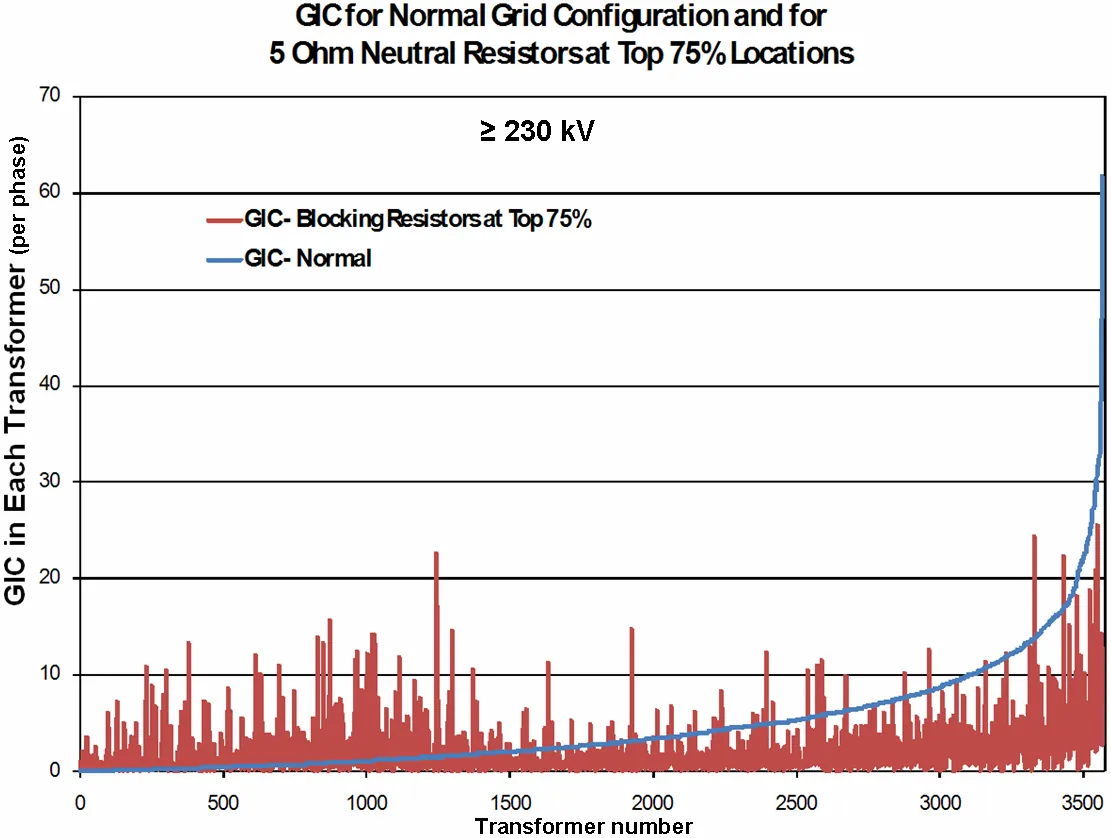 GIC for Normal Grid Configuration and for
5 Ohm Neutral Resistors at Top 75% Locations
70
≥ 230 kV
60
GIC- Blocking Resistors at Top 75%
GIC- Normal
50
40
30
20
10
0
GIC in Each Transformer (per phase)
0 500 1000 1500 2000 2500 3000 3500
Transformer number